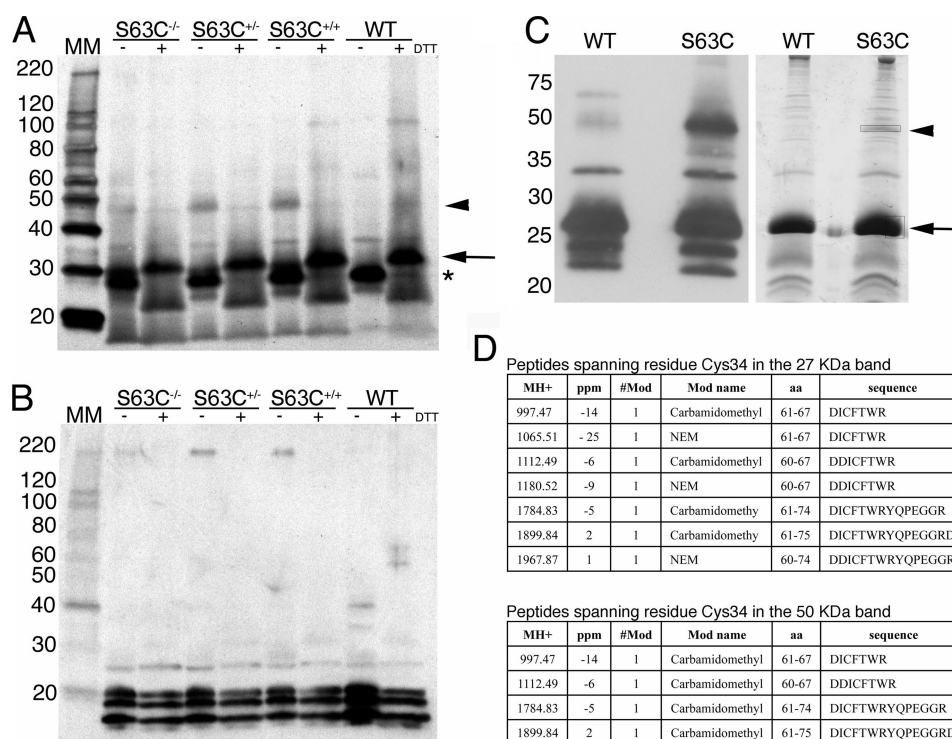 A
S63C-/- S63C+/- S63C+/+ WT
MM - + - + - + - + DTT
220
120
100
80
60
50
40
30
20
*
B
S63C-/- S63C+/- S63C+/+ WT
MM - + - + - + - + DTT
220
120
100
80
60
50
40
30
20
C
WT S63C WT S63C
75
50
35
30
25
20
D
Peptides spanning residue Cys34 in the 27 KDa band
MH+ ppm #Mod Mod name aa sequence
997.47 -14 1 Carbamidomethyl 61-67 DICFTWR
1065.51 - 25 1 NEM 61-67 DICFTWR
1112.49 -6 1 Carbamidomethyl 60-67 DDICFTWR
1180.52 -9 1 NEM 60-67 DDICFTWR
1784.83 -5 1 Carbamidomethy 61-74 DICFTWRYQPEGGR
1899.84 2 1 Carbamidomethy 61-75 DICFTWRYQPEGGRD
1967.87 1 1 NEM 60-74 DDICFTWRYQPEGGR
Peptides spanning residue Cys34 in the 50 KDa band
MH+ ppm #Mod Mod name aa sequence
997.47 -14 1 Carbamidomethyl 61-67 DICFTWR
1112.49 -6 1 Carbamidomethyl 60-67 DDICFTWR
1784.83 -5 1 Carbamidomethyl 61-74 DICFTWRYQPEGGR
1899.84 2 1 Carbamidomethyl 61-75 DICFTWRYQPEGGR